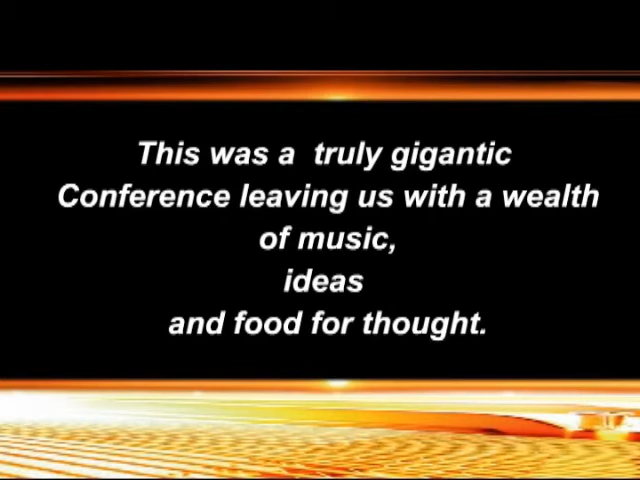 This was a  truly gigantic
Conference leaving us with a wealth
of music,
ideas
and food for thought.